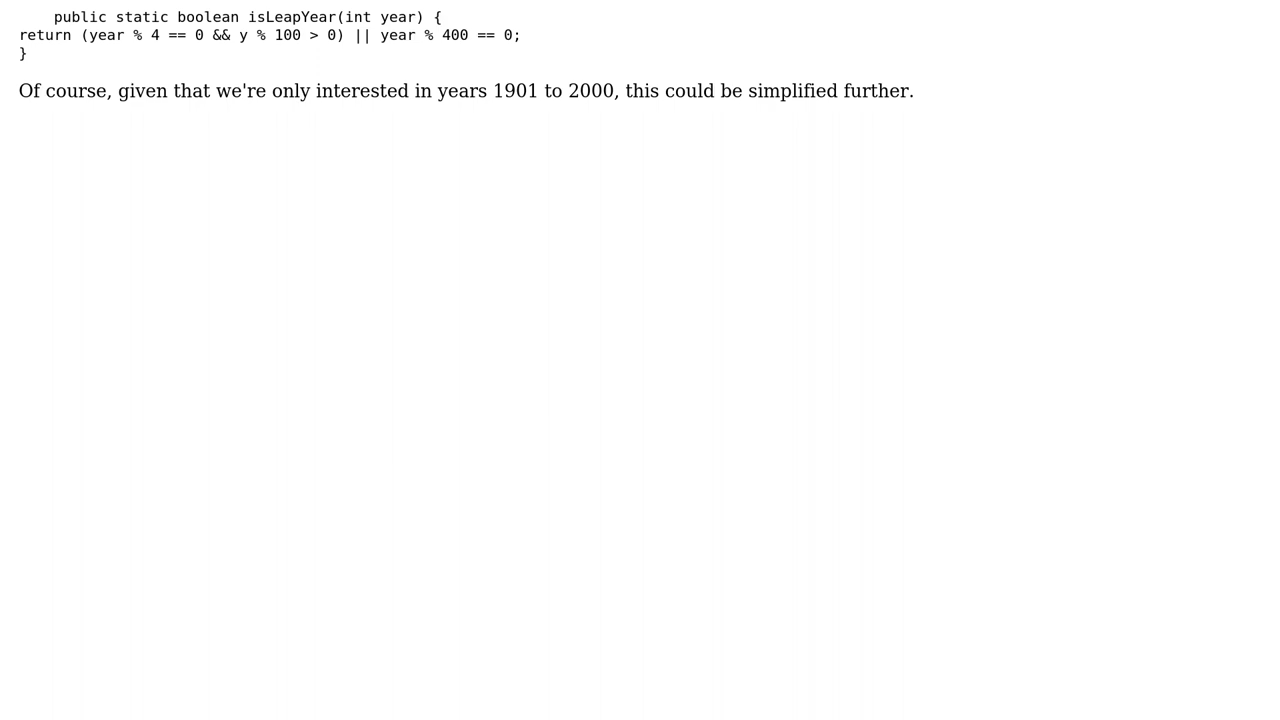 public static boolean isLeapYear(int year) {
return (year % 4 == 0 && y % 100 > 0) || year % 400 == 0;
}
Of course, given that we're only interested in years 1901 to 2000, this could be simplified further.